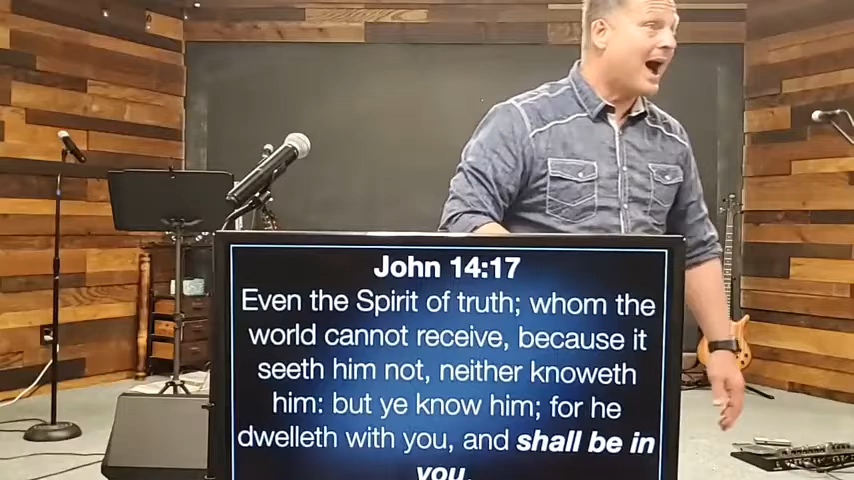 John 14:17
Even the Spirit of truth; whom the
world cannot receive, because it
seeth him not, neither knoweth
him: but ye know him; for he
dwelleth with you, and shall be in
you.